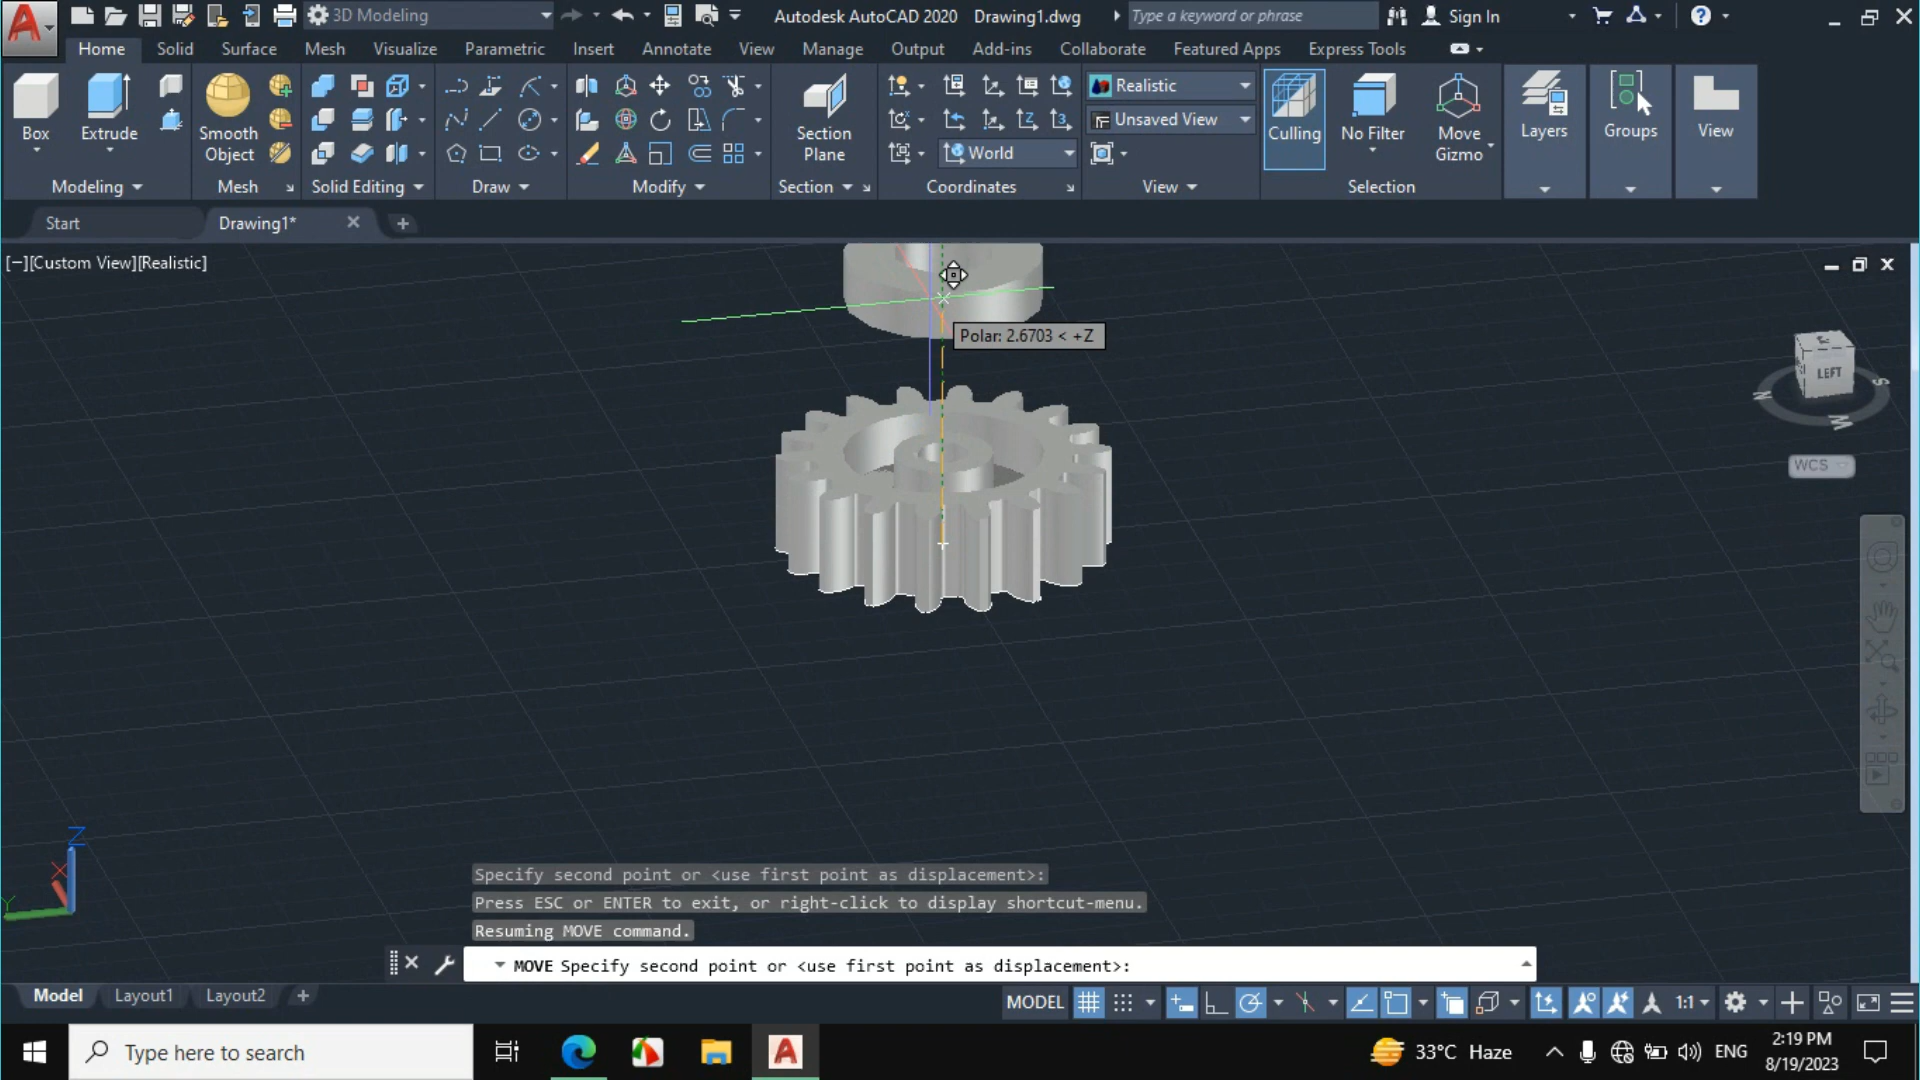 3D Modeling
Autodesk AutoCAD 2020 Drawing1.dwg
Type a keyword or phrase
Sign In
Home Solid Surface Mesh Visualize Parametric Insert Annotate View Manage Output Add-ins Collaborate Featured Apps Express Tools
Box
Extrude
Smooth
Object
Section
Plane
World
Realistic
Unsaved View
Culling
No Filter
Move
Gizmo
Layers
Groups
View
Modeling Mesh Solid Editing Draw Modify Section Coordinates View Selection
Start Drawing1*
[−][Custom View][Realistic]
Polar: 2.6703 < +Z
LEFT
N
S
W
WCS
Z
X
Y
Specify second point or <use first point as displacement>:
Press ESC or ENTER to exit, or right-click to display shortcut-menu.
Resuming MOVE command.
MOVE Specify second point or <use first point as displacement>:
Model Layout1 Layout2
MODEL 1:1
Type here to search
33°C Haze
ENG
2:19 PM
8/19/2023